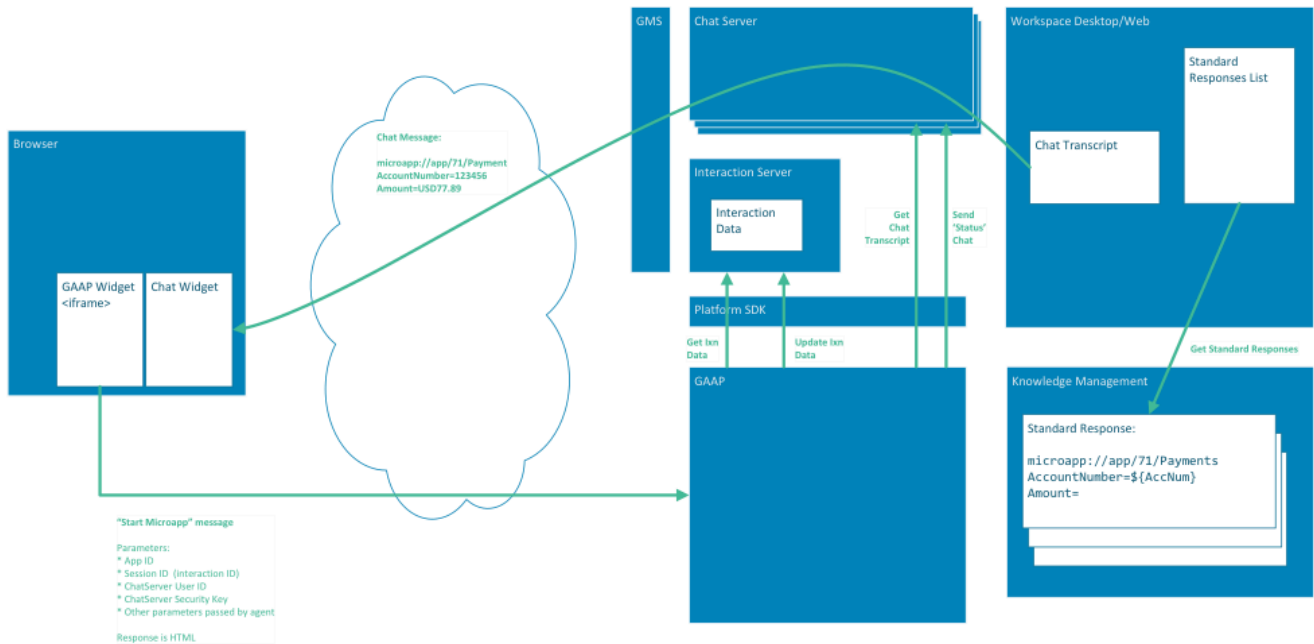 GMS
Chat Server
Workspace Desktop/Web
Standard
Responses List
Chat Transcript
Browser
GAAP Widget
<iframe>
Chat Widget
Chat Message:
microapp://app/71/Payment
AccountNumber=123456
Amount=USD77.89
Interaction Server
Interaction
Data
Get
Chat
Transcript
Send
'Status'
Chat
Platform SDK
Get Ixn
Data
Update Ixn
Data
GAAP
Get Standard Responses
Knowledge Management
Standard Response:
microapp://app/71/Payments
AccountNumber=${AccNum}
Amount=
"Start Microapp" message
Parameters:
* App ID
* Session ID (interaction ID)
* ChatServer User ID
* ChatServer Security Key
* Other parameters passed by agent
Response is HTML